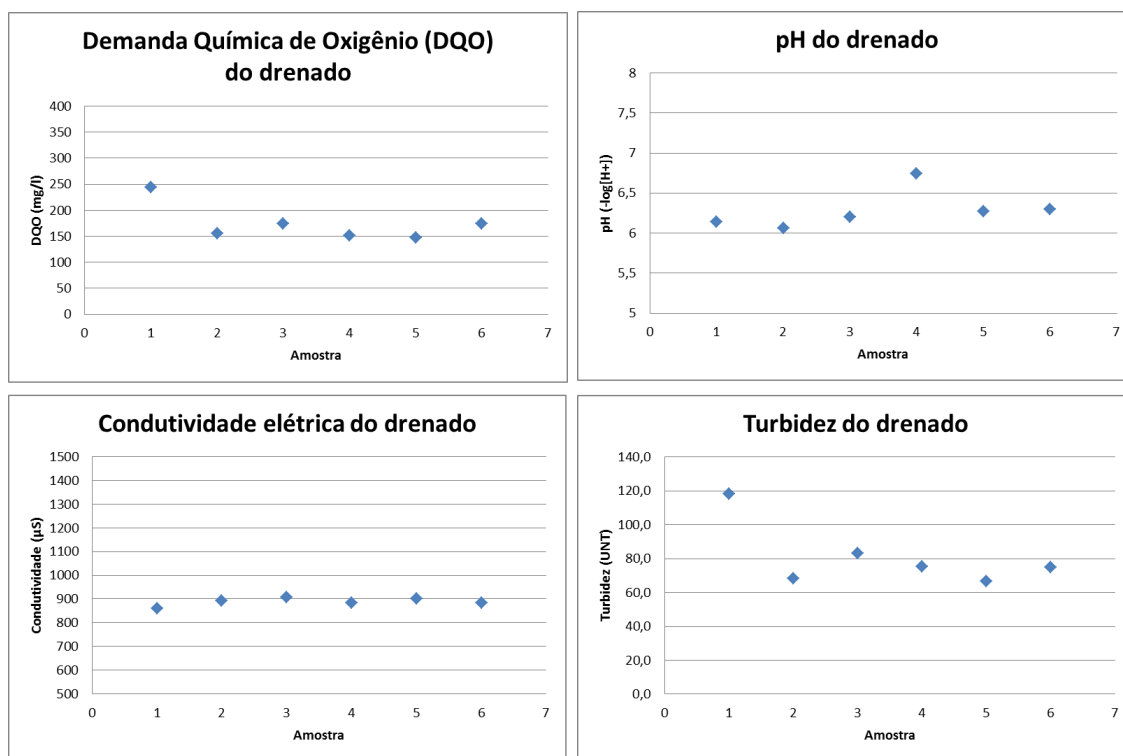 Demanda Química de Oxigênio (DQO)
do drenado
400
350
300
250
200
150
100
50
0
DQO (mg/l)
0 1 2 3 4 5 6 7
Amostra
pH do drenado
8
7,5
7
6,5
6
5,5
5
pH (-log[H+])
0 1 2 3 4 5 6 7
Amostra
Condutividade elétrica do drenado
1500
1400
1300
1200
1100
1000
900
800
700
600
500
Condutividade (µS)
0 1 2 3 4 5 6 7
Amostra
Turbidez do drenado
140,0
120,0
100,0
80,0
60,0
40,0
20,0
0,0
Turbidez (UNT)
0 1 2 3 4 5 6 7
Amostra